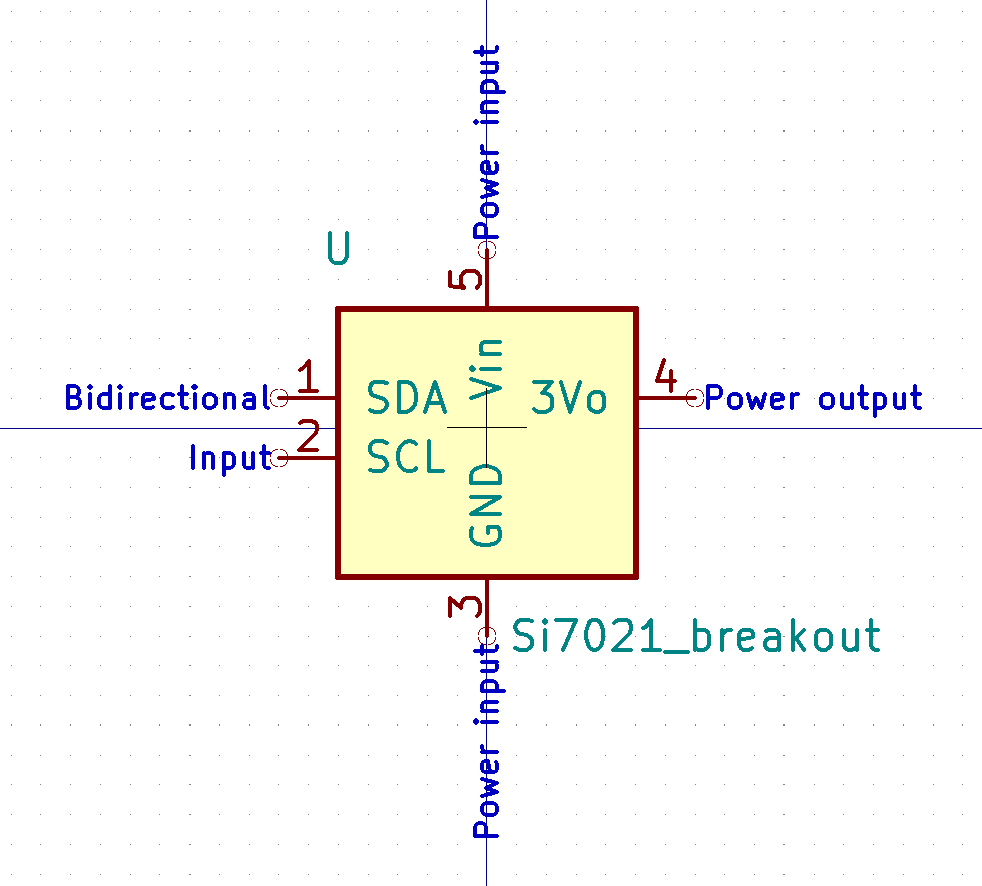 Power input
U
5
Vin
1
Bidirectional
SDA
3Vo
4
Power output
2
Input
SCL
GND
3
Si7021_breakout
Power input